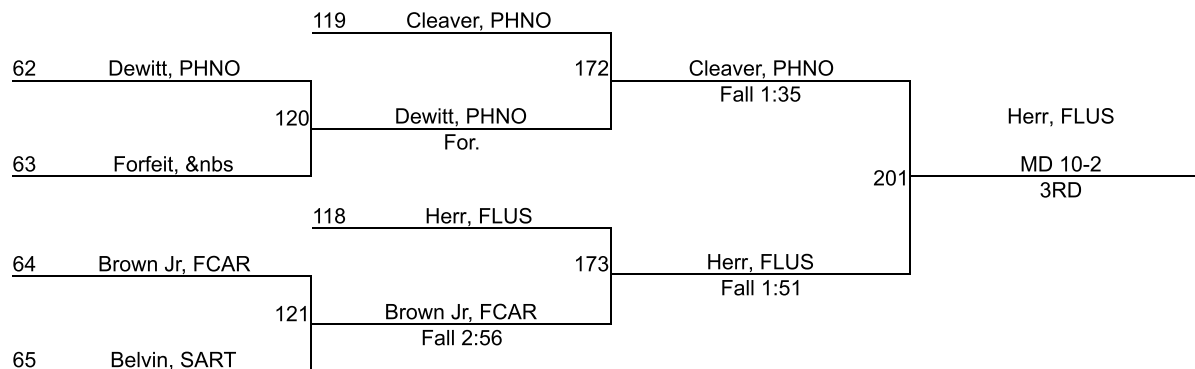 119 Cleaver, PHNO
62 Dewitt, PHNO
172 Cleaver, PHNO
Fall 1:35
120 Dewitt, PHNO
For.
Herr, FLUS
63 Forfeit, &nbs
201 MD 10-2
3RD
118 Herr, FLUS
64 Brown Jr, FCAR
173 Herr, FLUS
Fall 1:51
121 Brown Jr, FCAR
Fall 2:56
65 Belvin, SART